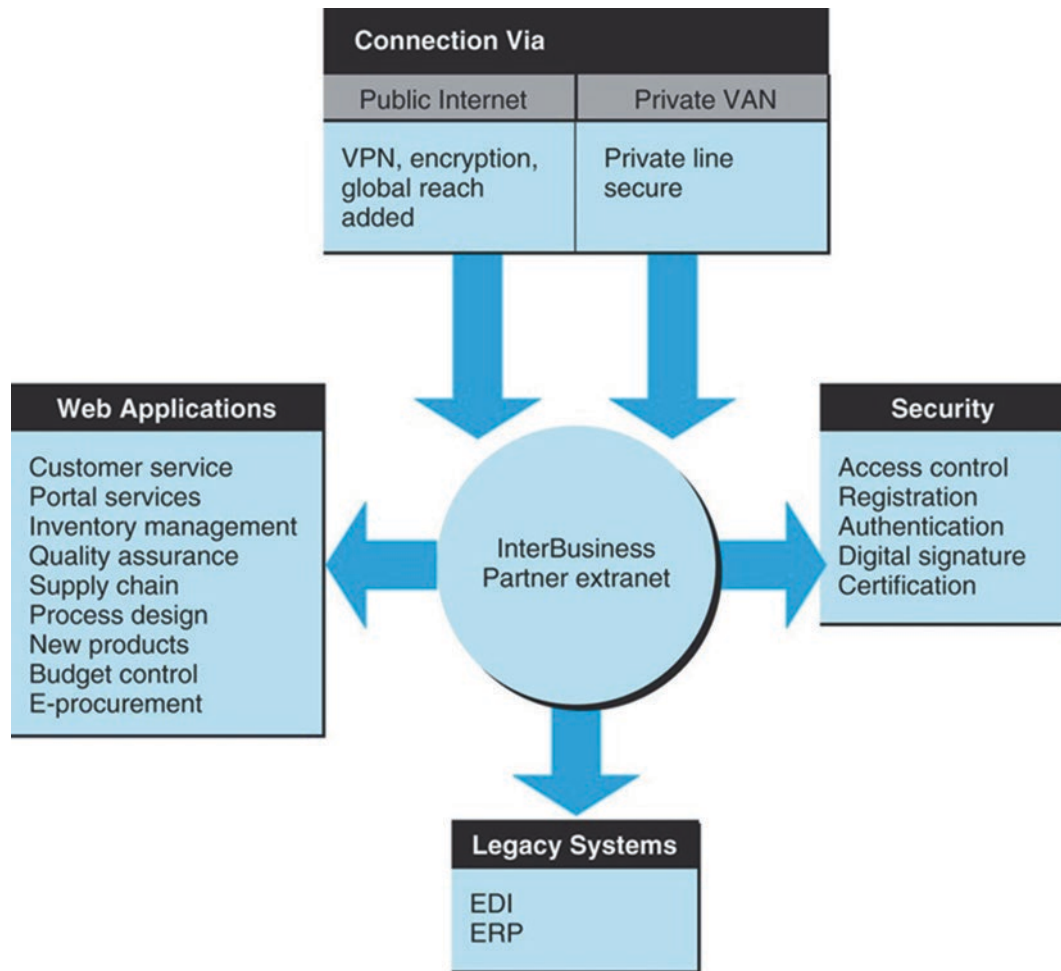 Connection Via
Public Internet
Private VAN
VPN, encryption,
global reach
added
Private line
secure
Web Applications
Customer service
Portal services
Inventory management
Quality assurance
Supply chain
Process design
New products
Budget control
E-procurement
InterBusiness
Partner extranet
Security
Access control
Registration
Authentication
Digital signature
Certification
Legacy Systems
EDI
ERP